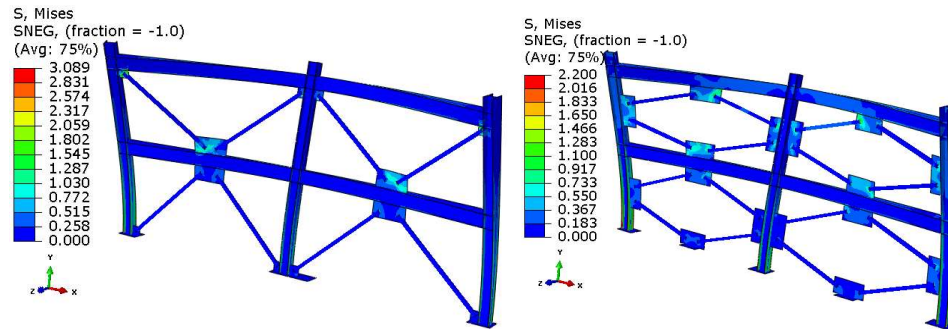 S, Mises
SNEG, (fraction = -1.0)
(Avg: 75%)
3.089
2.831
2.574
2.317
2.059
1.802
1.545
1.287
1.030
0.772
0.515
0.258
0.000
Y
Z
X
S, Mises
SNEG, (fraction = -1.0)
(Avg: 75%)
2.200
2.016
1.833
1.650
1.466
1.283
1.100
0.917
0.733
0.550
0.367
0.183
0.000
Y
Z
X